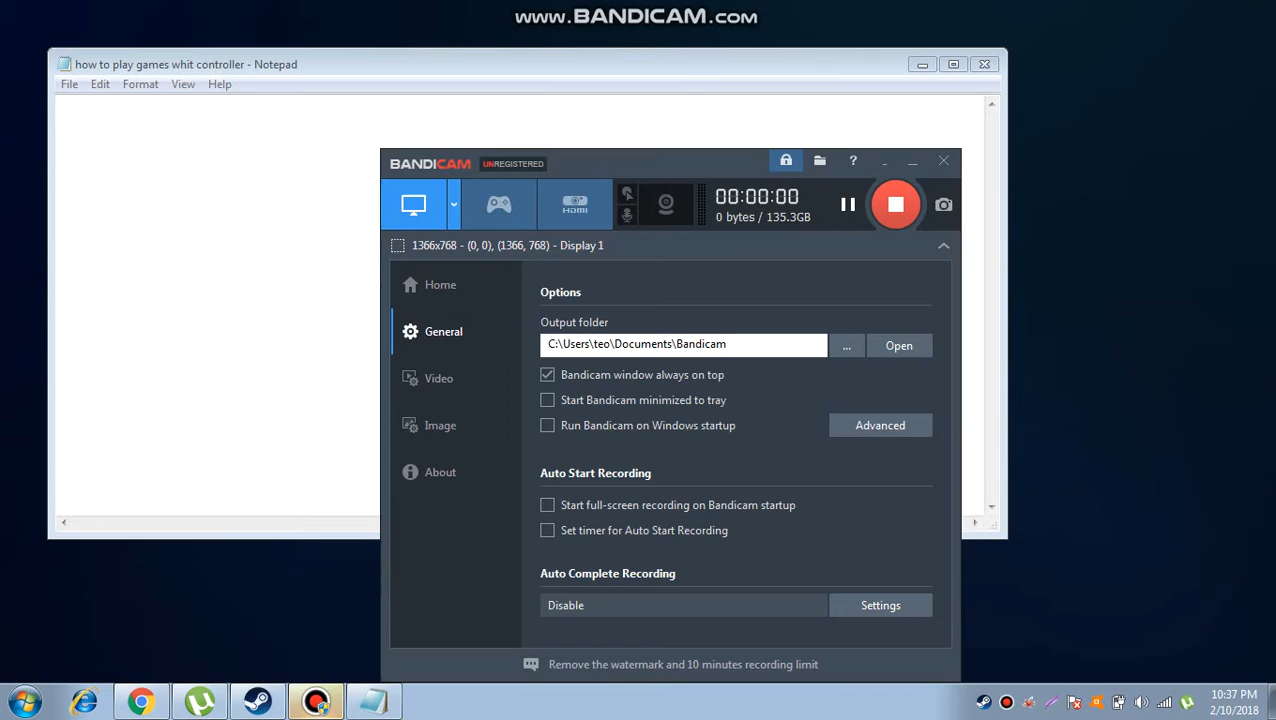 www.BANDICAM.com
how to play games whit controller - Notepad
File Edit Format View Help
BANDICAM UNREGISTERED
?
HDMI
00:00:00
0 bytes / 135.3GB
1366x768 - (0, 0), (1366, 768) - Display 1
Home
General
Video
Image
About
Options
Output folder
C:\Users\teo\Documents\Bandicam
... Open
Bandicam window always on top
Start Bandicam minimized to tray
Run Bandicam on Windows startup
Advanced
Auto Start Recording
Start full-screen recording on Bandicam startup
Set timer for Auto Start Recording
Auto Complete Recording
Disable Settings
Remove the watermark and 10 minutes recording limit
10:37 PM
2/10/2018